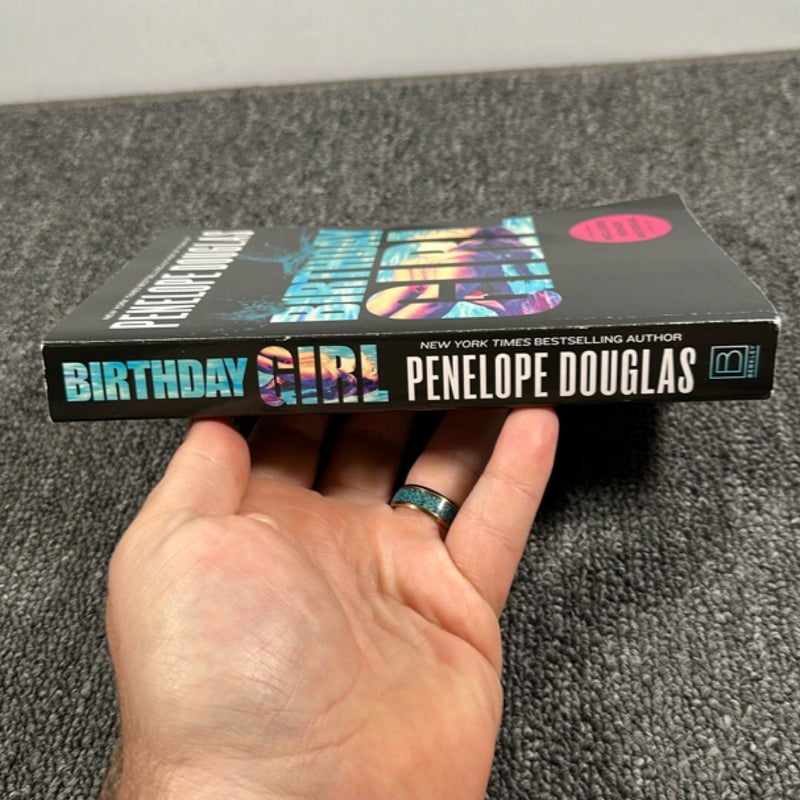 PENELOPE DOUGLAS
BIRTHDAY
GIRL
BIRTHDAY GIRL
NEW YORK TIMES BESTSELLING AUTHOR
PENELOPE DOUGLAS
B
BERKLEY